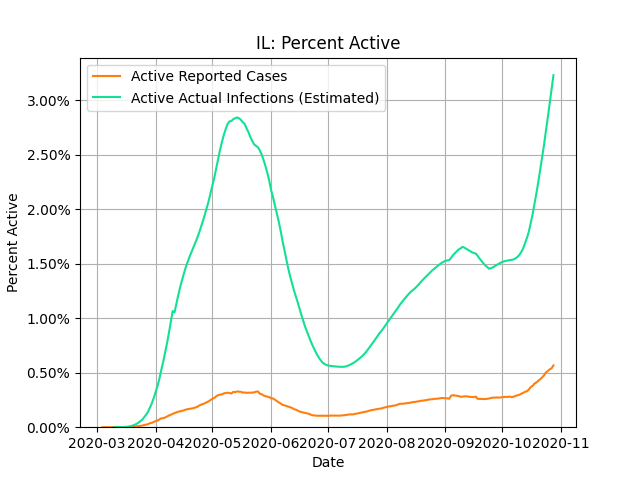 IL: Percent Active
Active Reported Cases
Active Actual Infections (Estimated)
Percent Active
3.00%
2.50%
2.00%
1.50%
1.00%
0.50%
0.00%
2020-03 2020-04 2020-05 2020-06 2020-07 2020-08 2020-09 2020-10 2020-11
Date